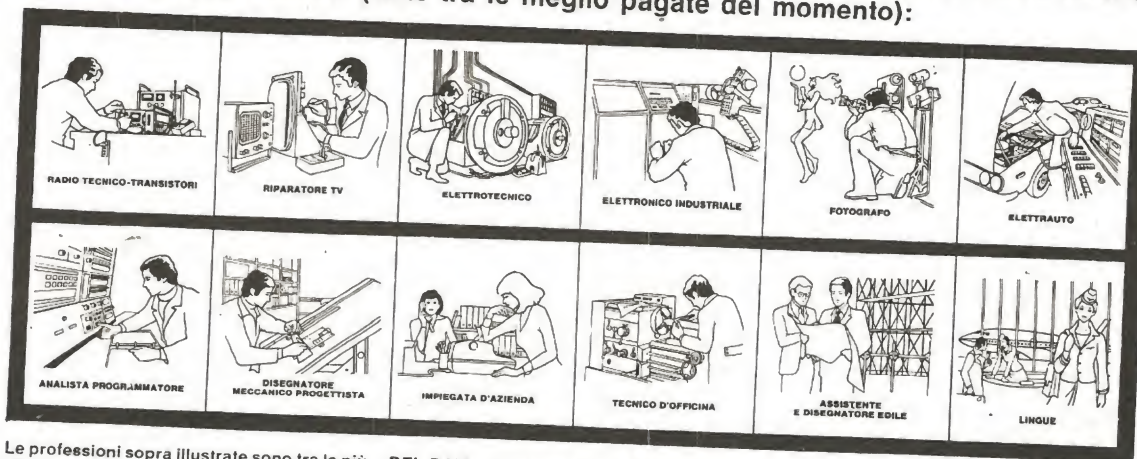 tra le meglio pagate del momento):
RADIO TECNICO-TRANSISTORI
RIPARATORE TV
ELETTROTECNICO
ELETTRONICO INDUSTRIALE
FOTOGRAFO
ELETTRAUTO
ANALISTA PROGRAMMATORE
DISEGNATORE
MECCANICO PROGETTISTA
IMPIEGATA D'AZIENDA
TECNICO D'OFFICINA
ASSISTENTE
E DISEGNATORE EDILE
LINGUE
Le professioni sopra illustrate sono tra le